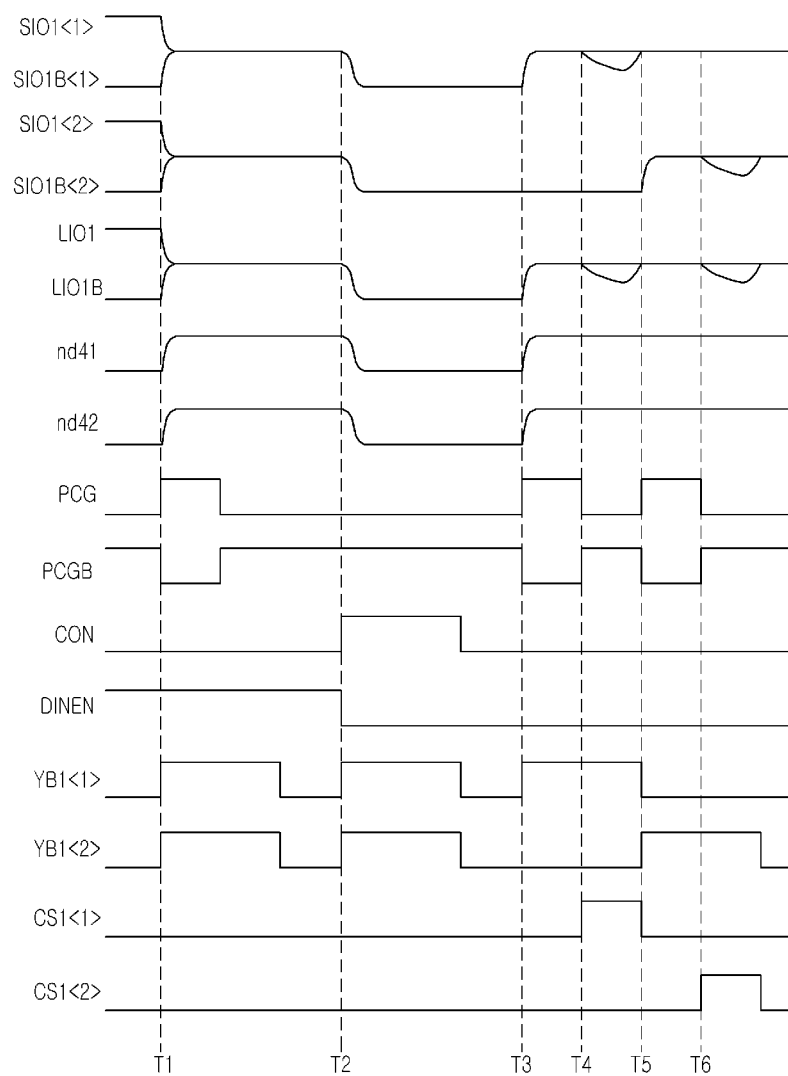 SIO1<1>
SIO1B<1>
SIO1<2>
SIO1B<2>
LIO1
LIO1B
nd41
nd42
PCG
PCGB
CON
DINEN
YB1<1>
YB1<2>
CS1<1>
CS1<2>
T1 T2 T3 T4 T5 T6